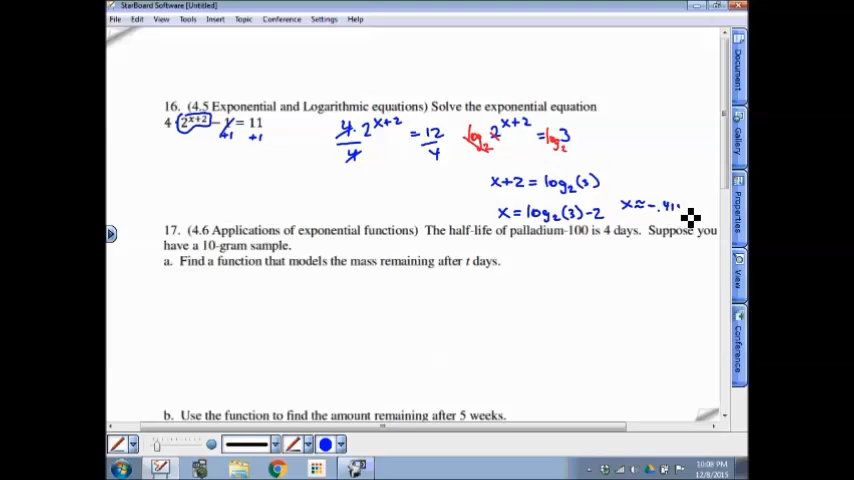 StarBoard Software [Untitled]
File Edit View Tools Insert Topic Controller Settings Help
16. (4.5 Exponential and Logarithmic equations) Solve the exponential equation
4 · 2^{x+2} − 1 = 11
+1 +1
4 · 2^{x+2} = 12
4 4
log₂ 2^{x+2} = log₂ 3
x+2 = log₂(3)
x = log₂(3) − 2 x ≈ −.41
17. (4.6 Applications of exponential functions) The half-life of palladium-100 is 4 days. Suppose you
have a 10-gram sample.
a. Find a function that models the mass remaining after t days.
b. Use the function to find the amount remaining after 5 weeks.
Document
Gallery
Properties
View
Conference
10:08 PM
12/8/2015